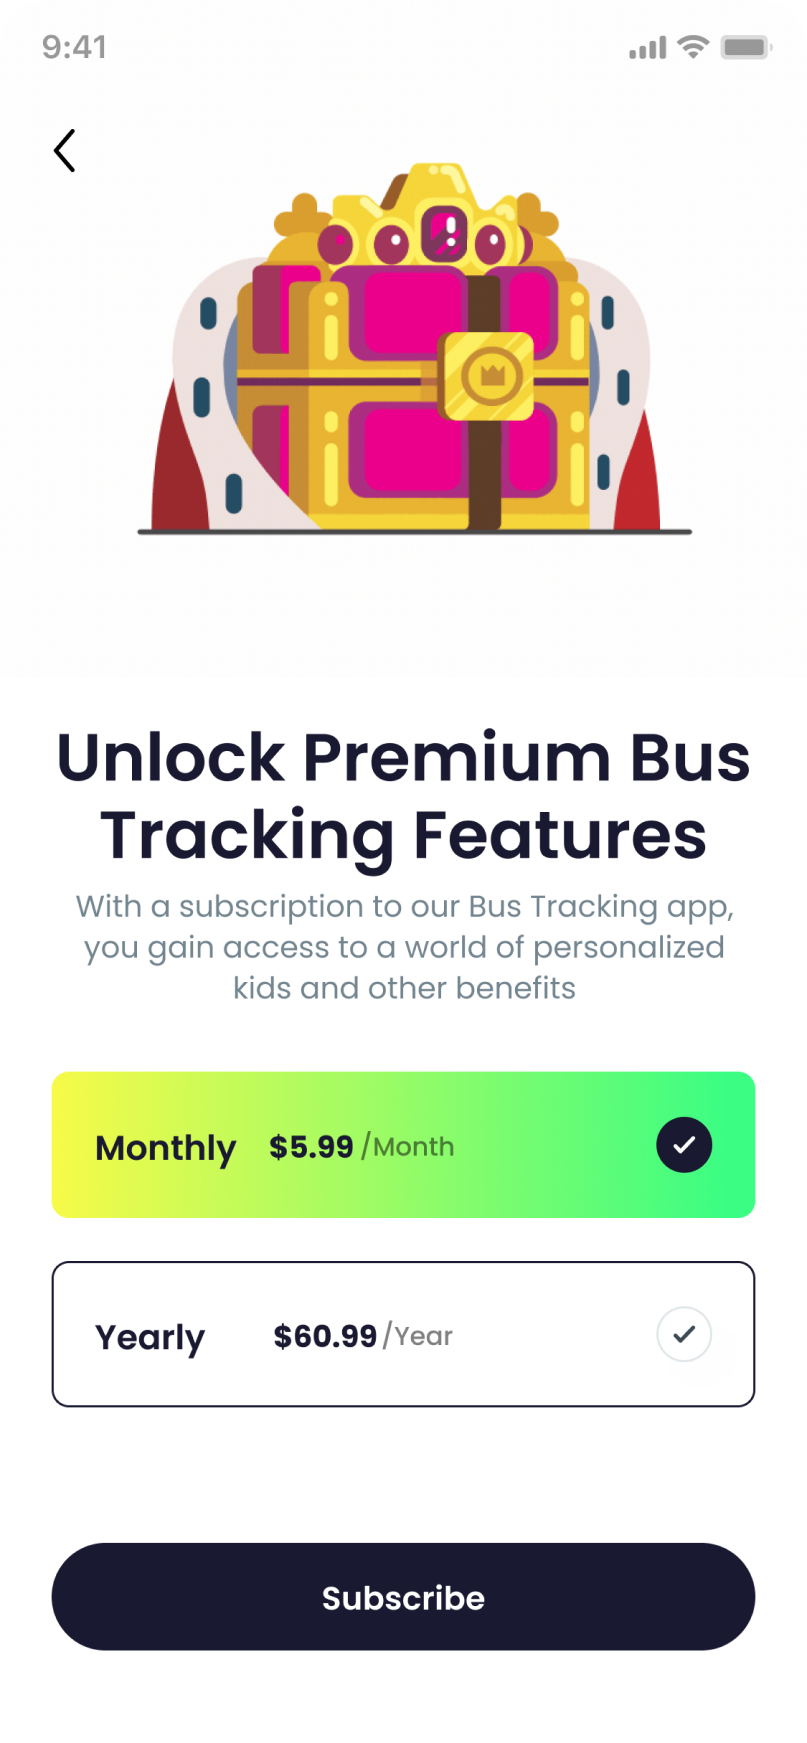 9:41
Unlock Premium Bus
Tracking Features
With a subscription to our Bus Tracking app,
you gain access to a world of personalized
kids and other benefits
Monthly $5.99 /Month
Yearly $60.99 /Year
Subscribe